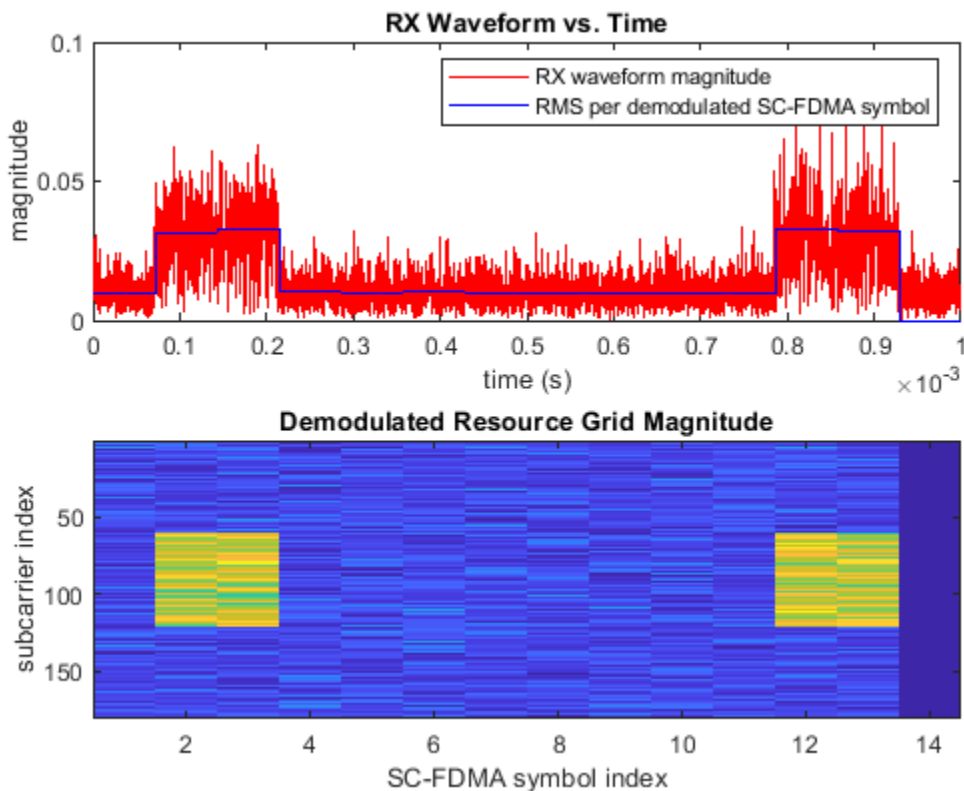 RX Waveform vs. Time
0.1
0.05
0
magnitude
RX waveform magnitude
RMS per demodulated SC-FDMA symbol
0 0.1 0.2 0.3 0.4 0.5 0.6 0.7 0.8 0.9 1
time (s)
×10⁻³
Demodulated Resource Grid Magnitude
50
100
150
subcarrier index
2 4 6 8 10 12 14
SC-FDMA symbol index